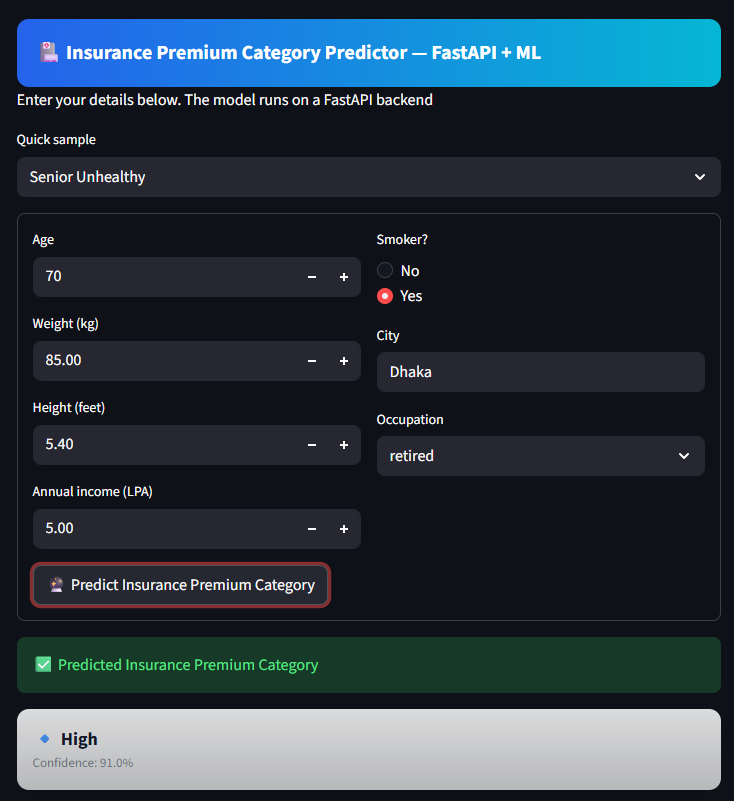 Insurance Premium Category Predictor — FastAPI + ML
Enter your details below. The model runs on a FastAPI backend
Quick sample
Senior Unhealthy
Age
70
Weight (kg)
85.00
Height (feet)
5.40
Annual income (LPA)
5.00
Smoker?
No
Yes
City
Dhaka
Occupation
retired
Predict Insurance Premium Category
Predicted Insurance Premium Category
High
Confidence: 91.0%